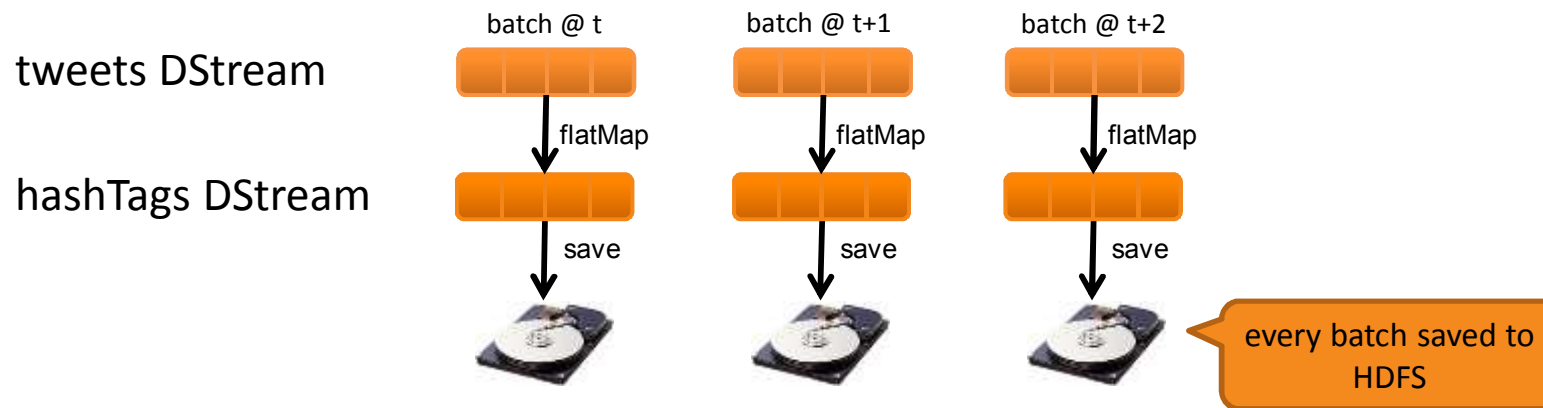 batch @ t
batch @ t+1
batch @ t+2
tweets DStream
flatMap
flatMap
flatMap
hashTags DStream
save
save
save
every batch saved to
HDFS